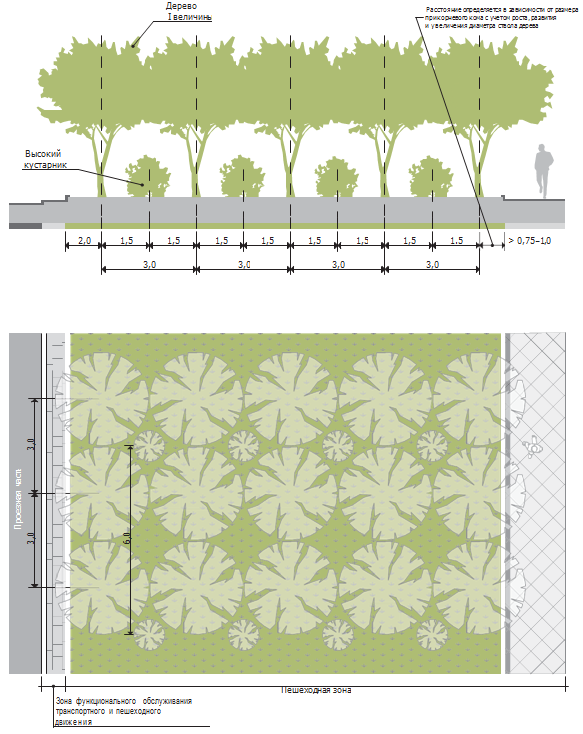 Дерево
I величины
Расстояние определяется в зависимости от размера
прикорневого кома с учетом роста, развития
и увеличения диаметра ствола дерева
Высокий
кустарник
2,0 1,5 1,5 1,5 1,5 1,5 1,5 1,5 1,5 > 0,75–1,0
3,0 3,0 3,0 3,0
Проезжая часть
3,0
3,0
6,0
Пешеходная зона
Зона функционального обслуживания
транспортного и пешеходного
движения